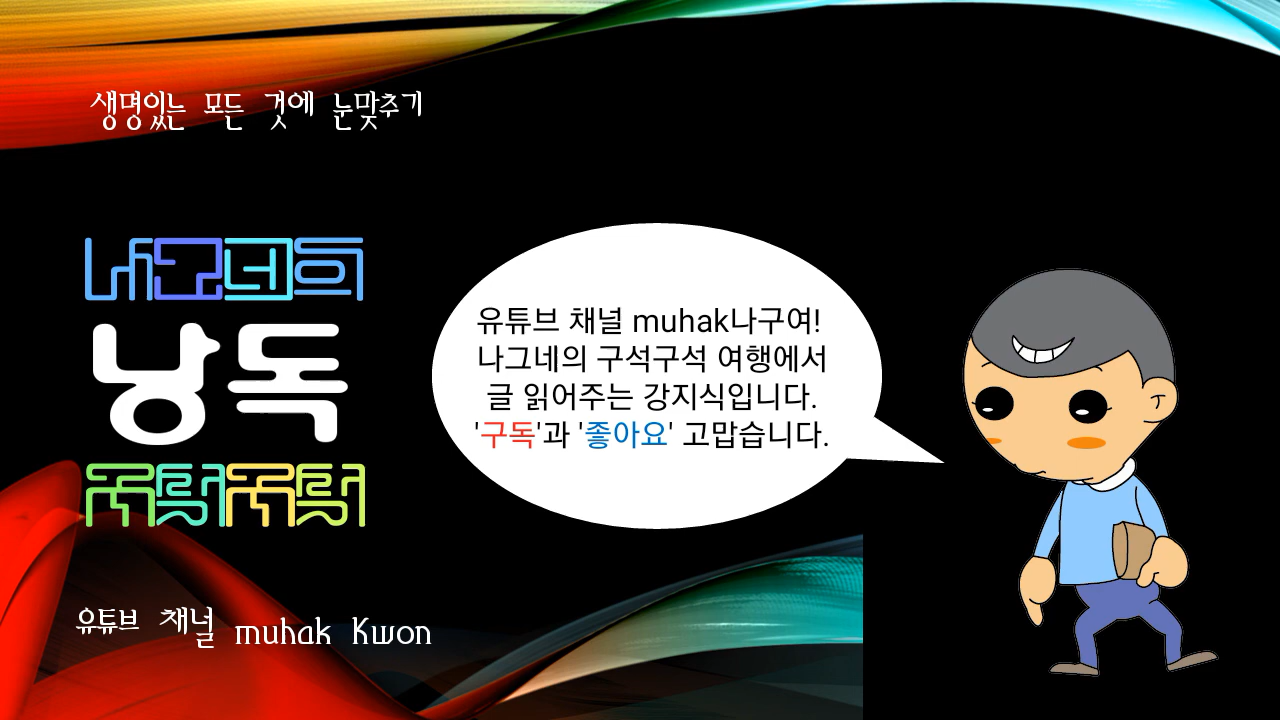 생명있는 모든 것에 눈맞추기
나그네의
낭독
구석구석
유튜브 채널 muhak나구여!
나그네의 구석구석 여행에서
글 읽어주는 강지식입니다.
'구독'과 '좋아요' 고맙습니다.
유튜브 채널 muhak Kwon